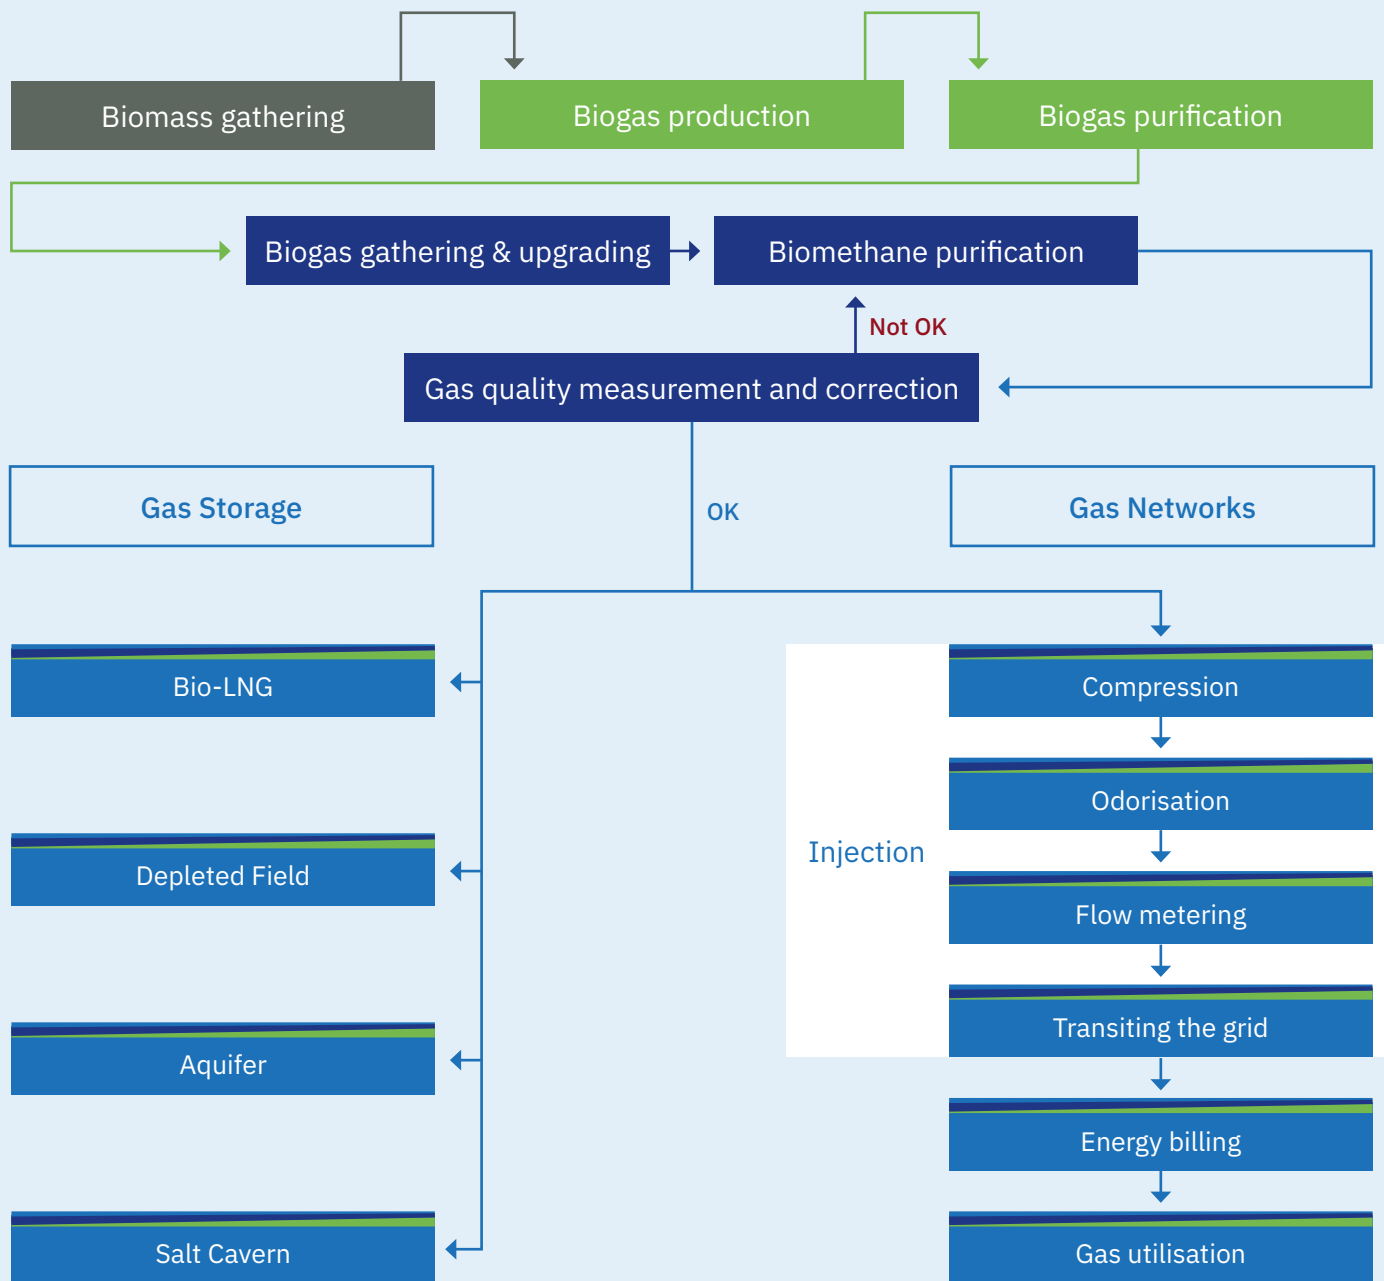 Biomass gathering
Biogas production
Biogas purification
Biogas gathering & upgrading
Biomethane purification
Not OK
Gas quality measurement and correction
Gas Storage
OK
Gas Networks
Bio-LNG
Depleted Field
Aquifer
Salt Cavern
Injection
Compression
Odorisation
Flow metering
Transiting the grid
Energy billing
Gas utilisation